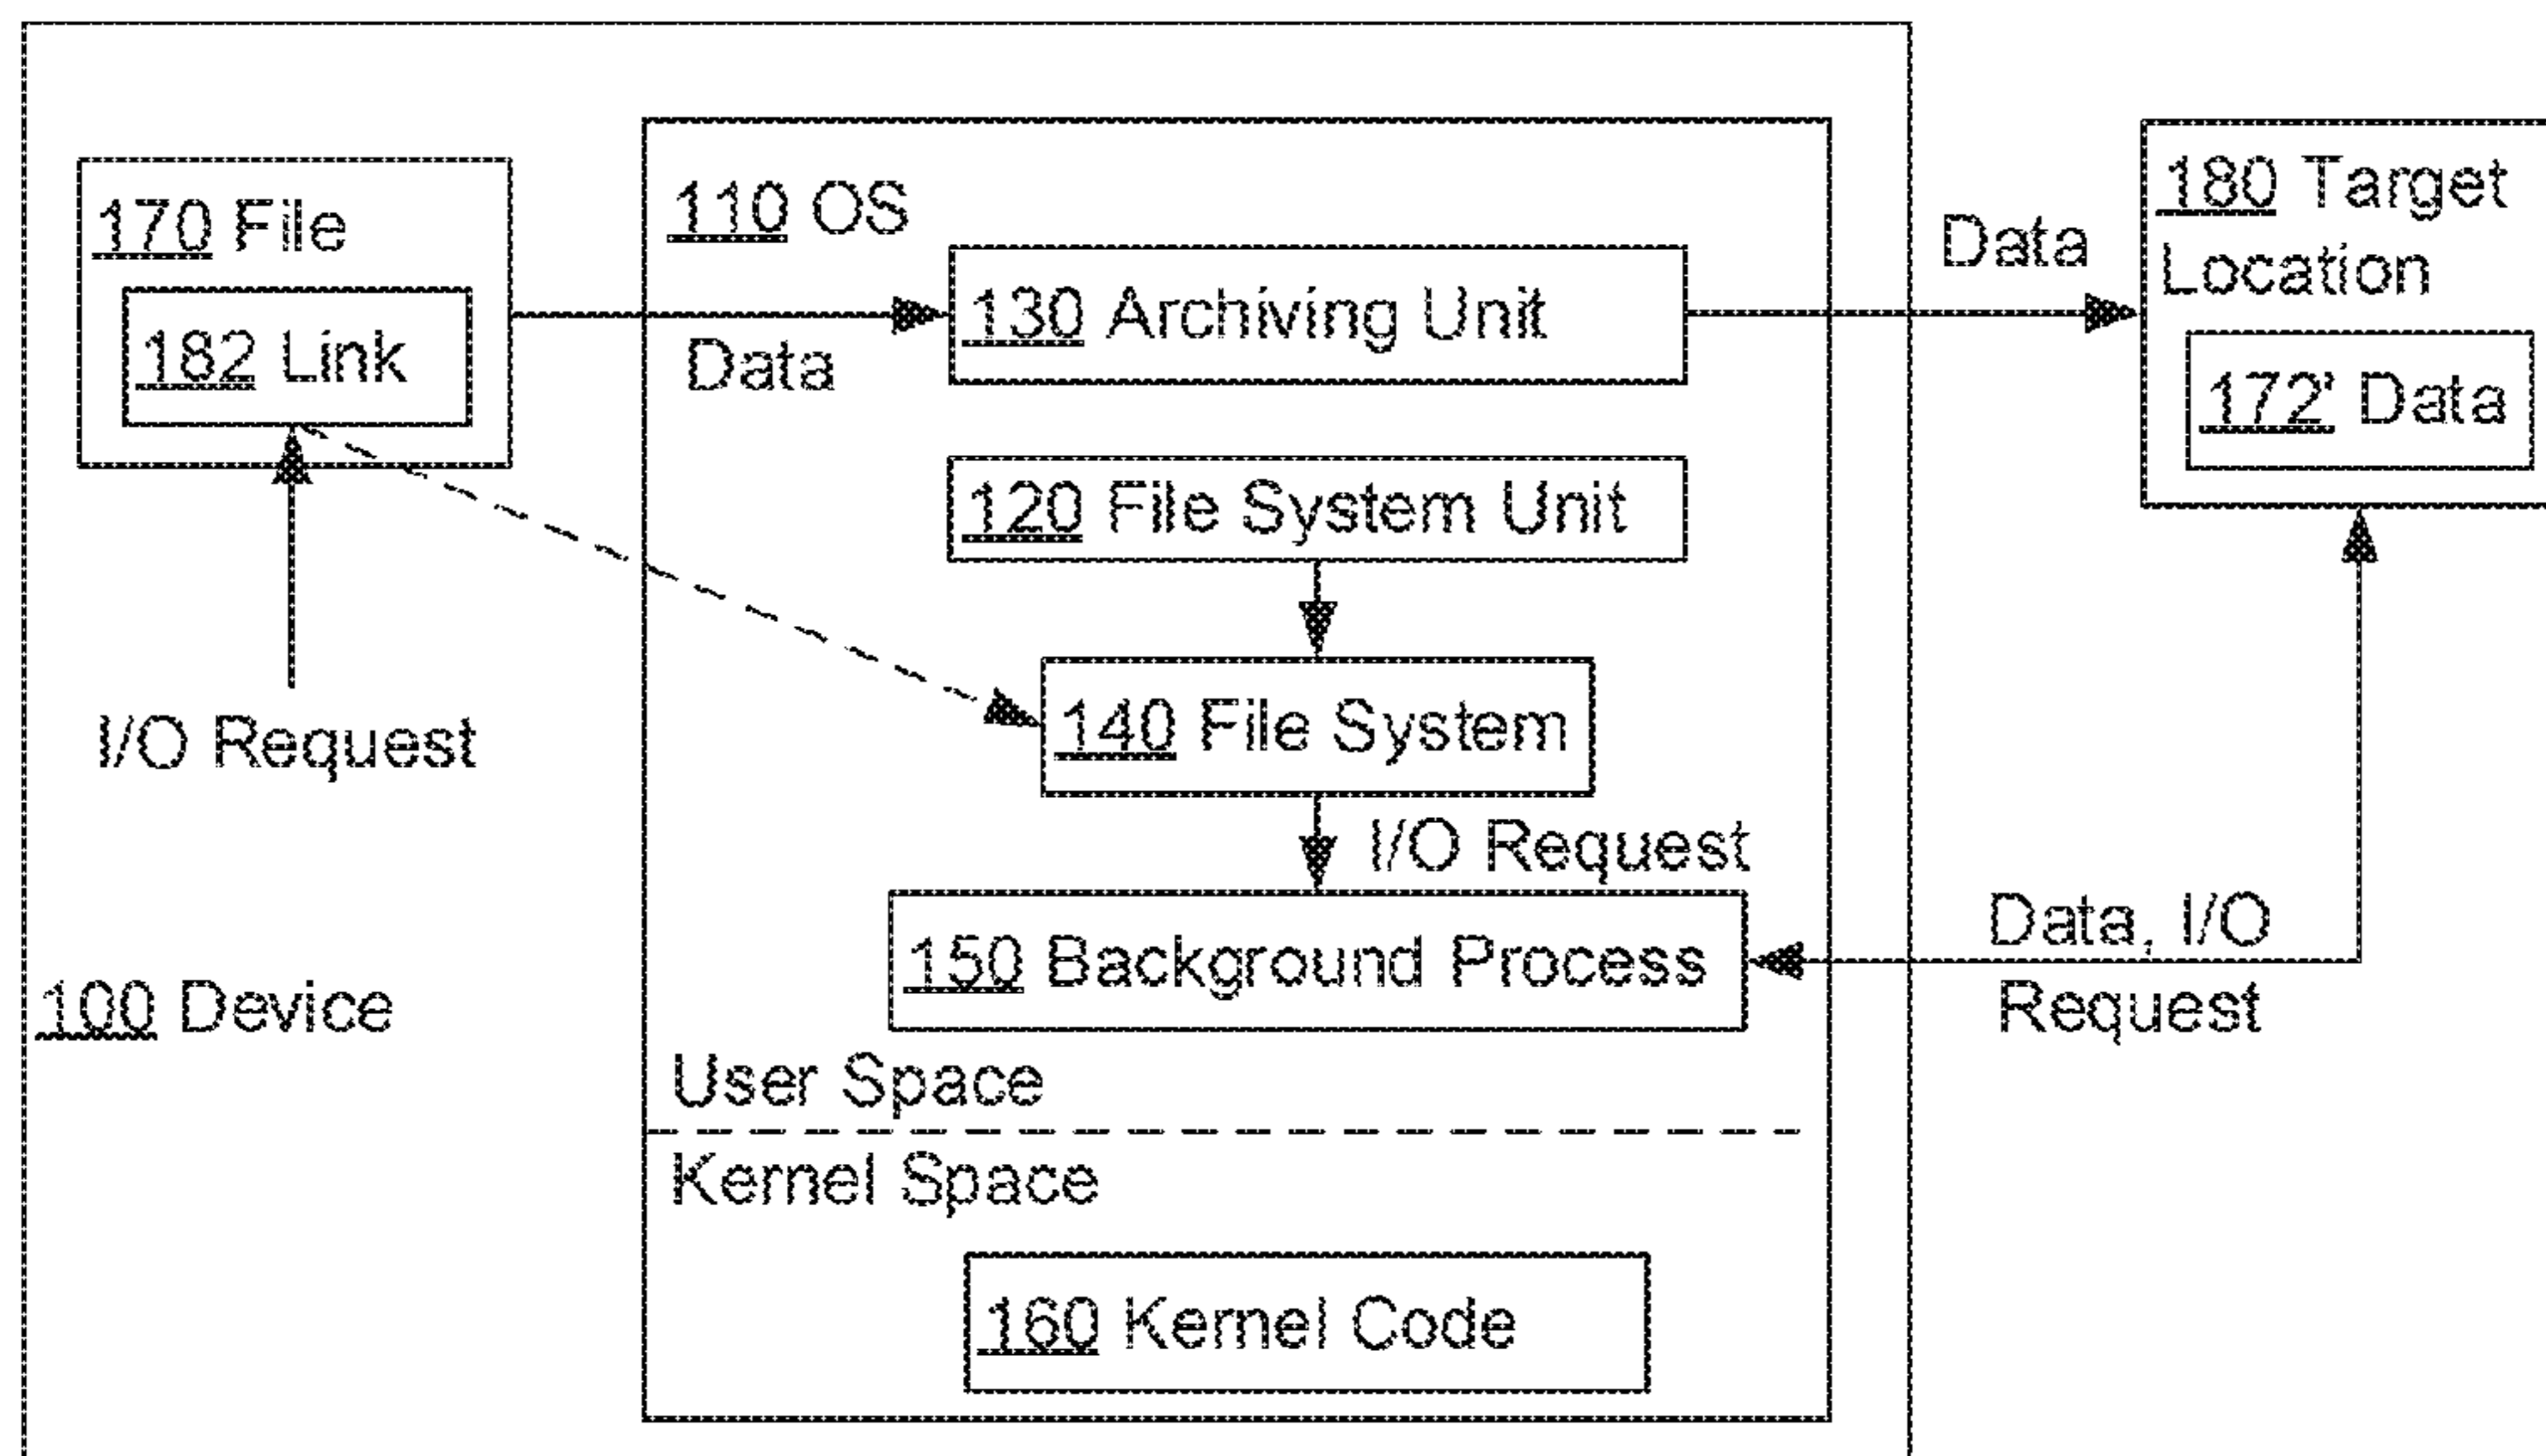 170 File
182 Link
I/O Request
100 Device
110 OS
Data
130 Archiving Unit
120 File System Unit
140 File System
I/O Request
150 Background Process
User Space
Kernel Space
160 Kernel Code
Data
180 Target
Location
172' Data
Data, I/O
Request